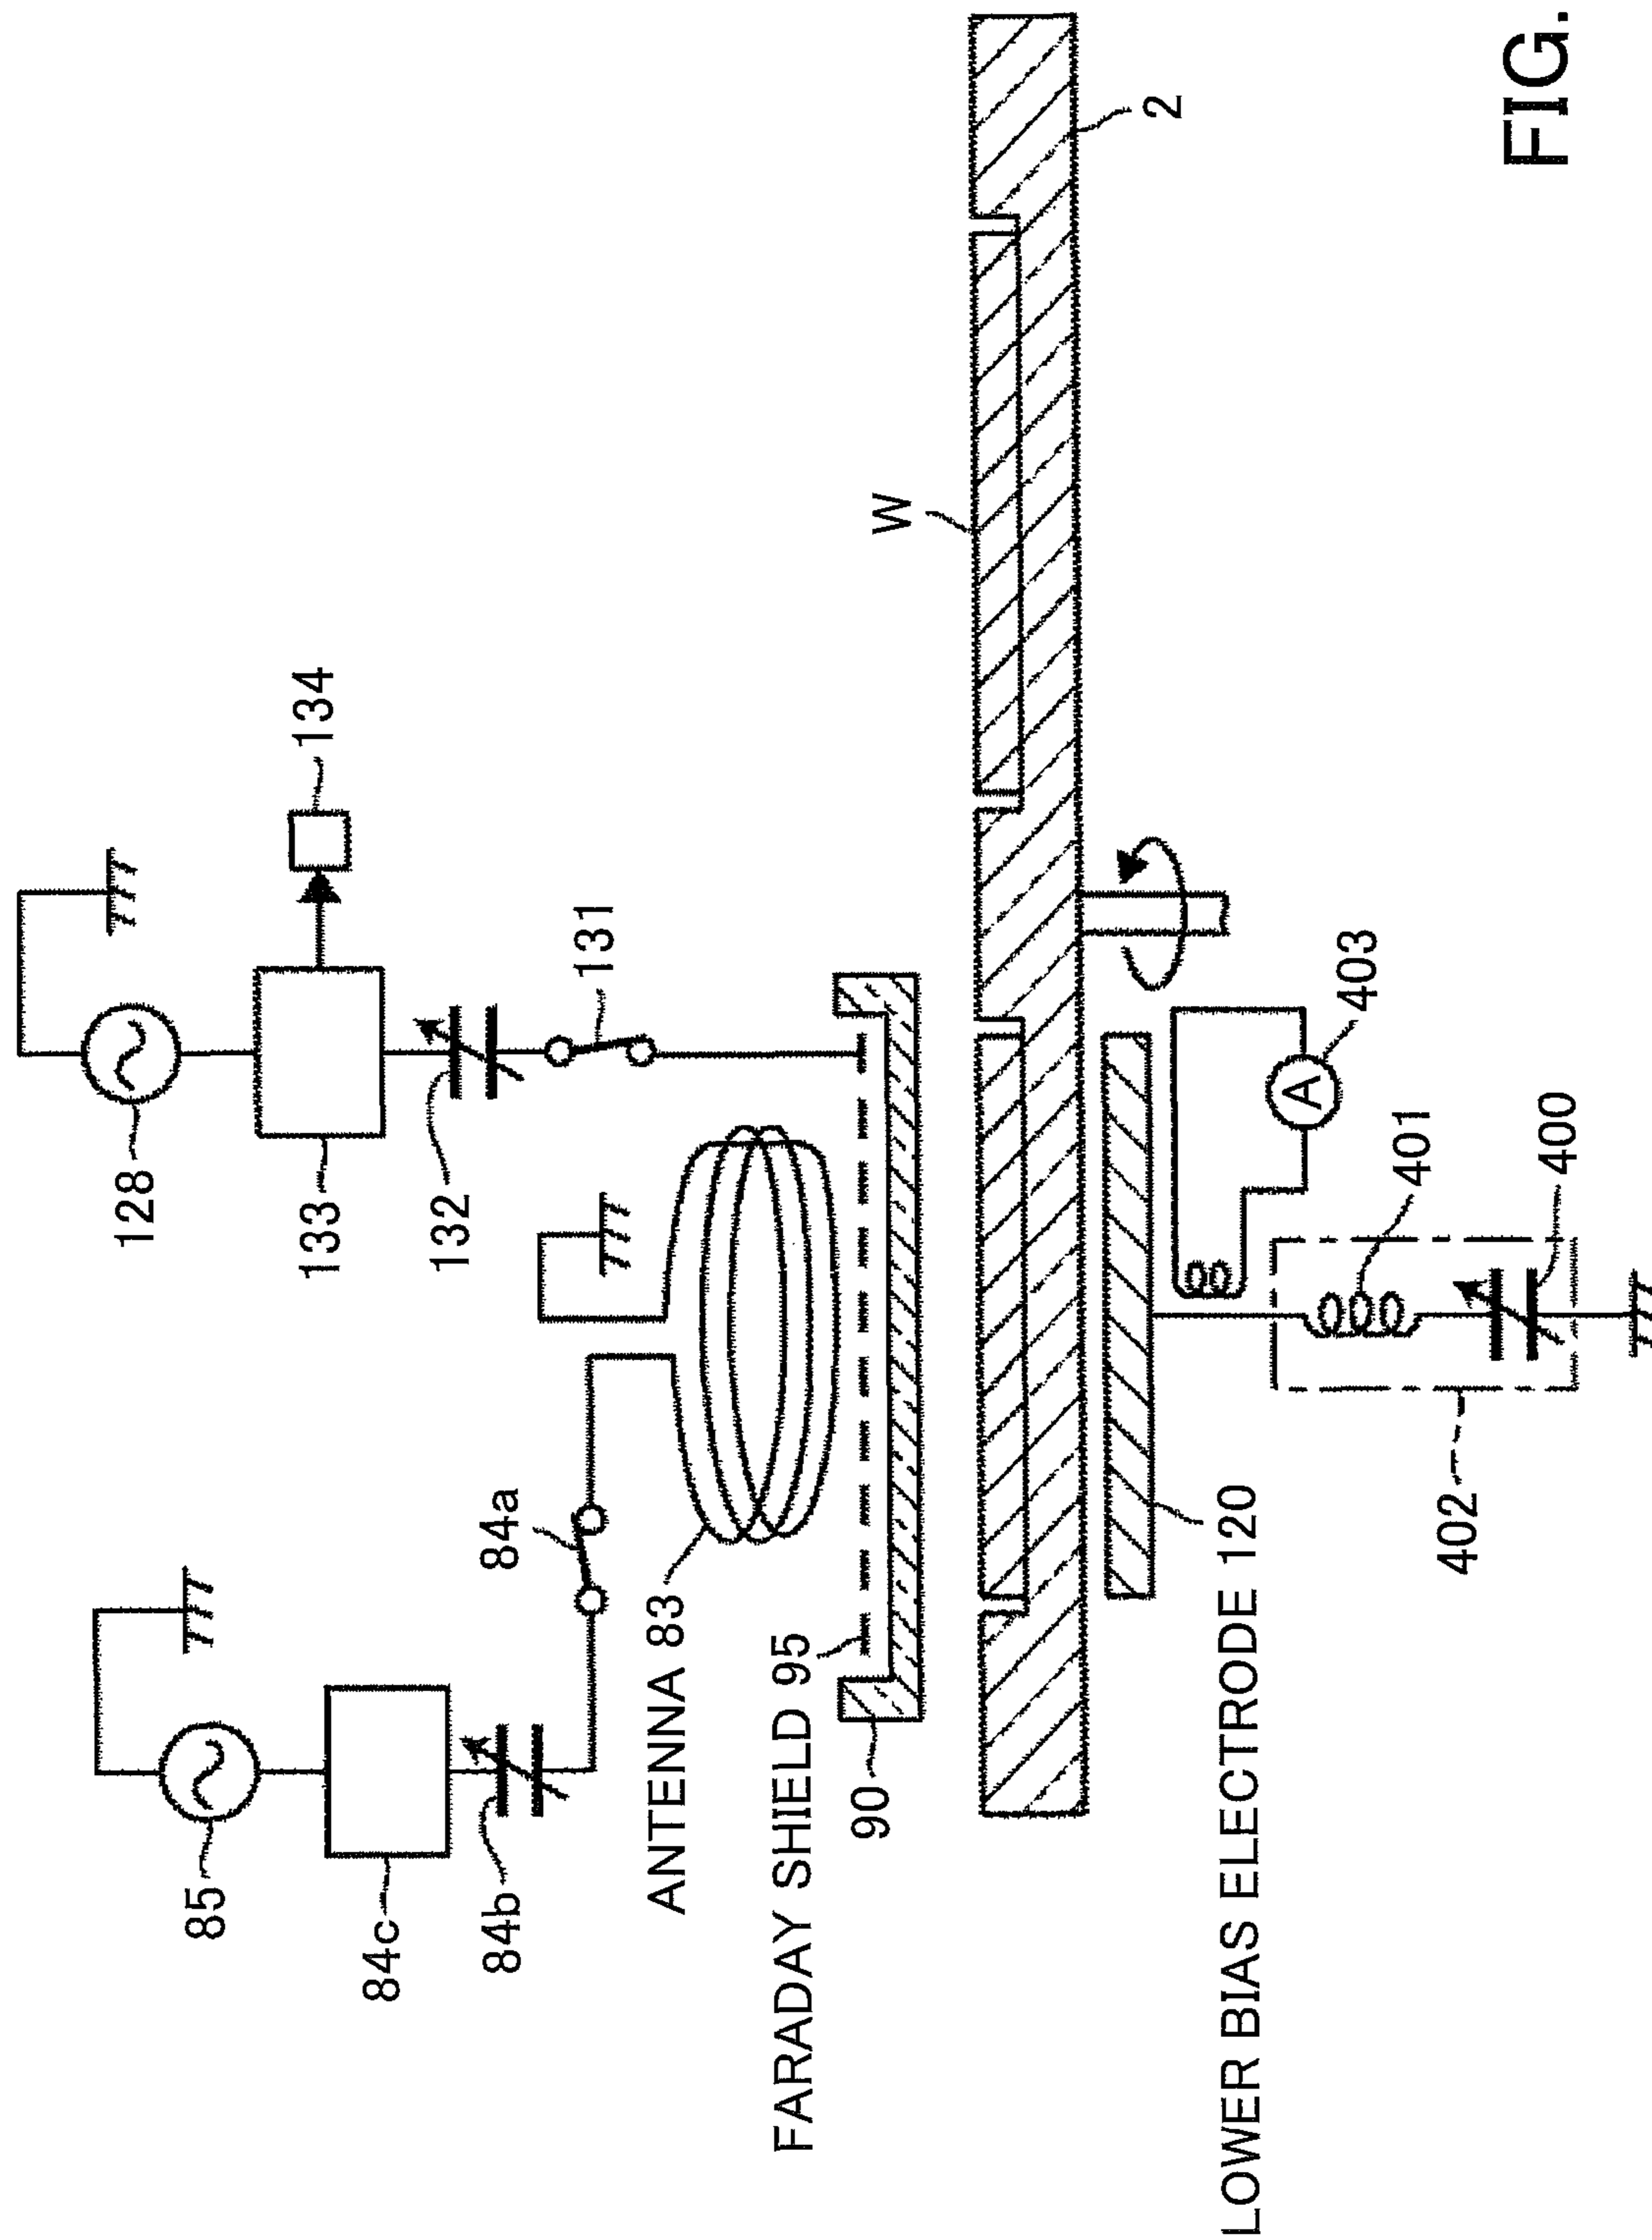 85
84c
84b
84a
ANTENNA 83
FARADAY SHIELD 95
90
128
133
132
131
134
W
2
LOWER BIAS ELECTRODE 120
402
401
400
A
403
FIG.